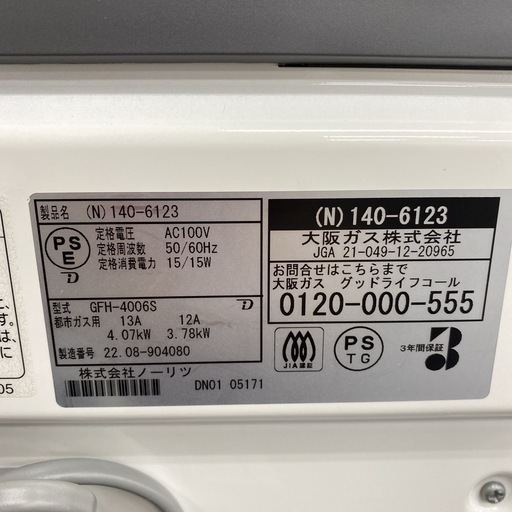 製品名 (N)140-6123
PS
E
定格電圧 AC100V
定格周波数 50/60Hz
定格消費電力 15/15W
型式 GFH-4006S
都市ガス用 13A 12A
4.07kW 3.78kW
製造番号 22.08-904080
株式会社ノーリツ
DN01 05171
(N)140-6123
大阪ガス株式会社
JGA 21-049-12-20965
お問合せはこちらまで
大阪ガス グッドライフコール
0120-000-555
JIA認証
PS
TG
3年間保証
す。
に
05